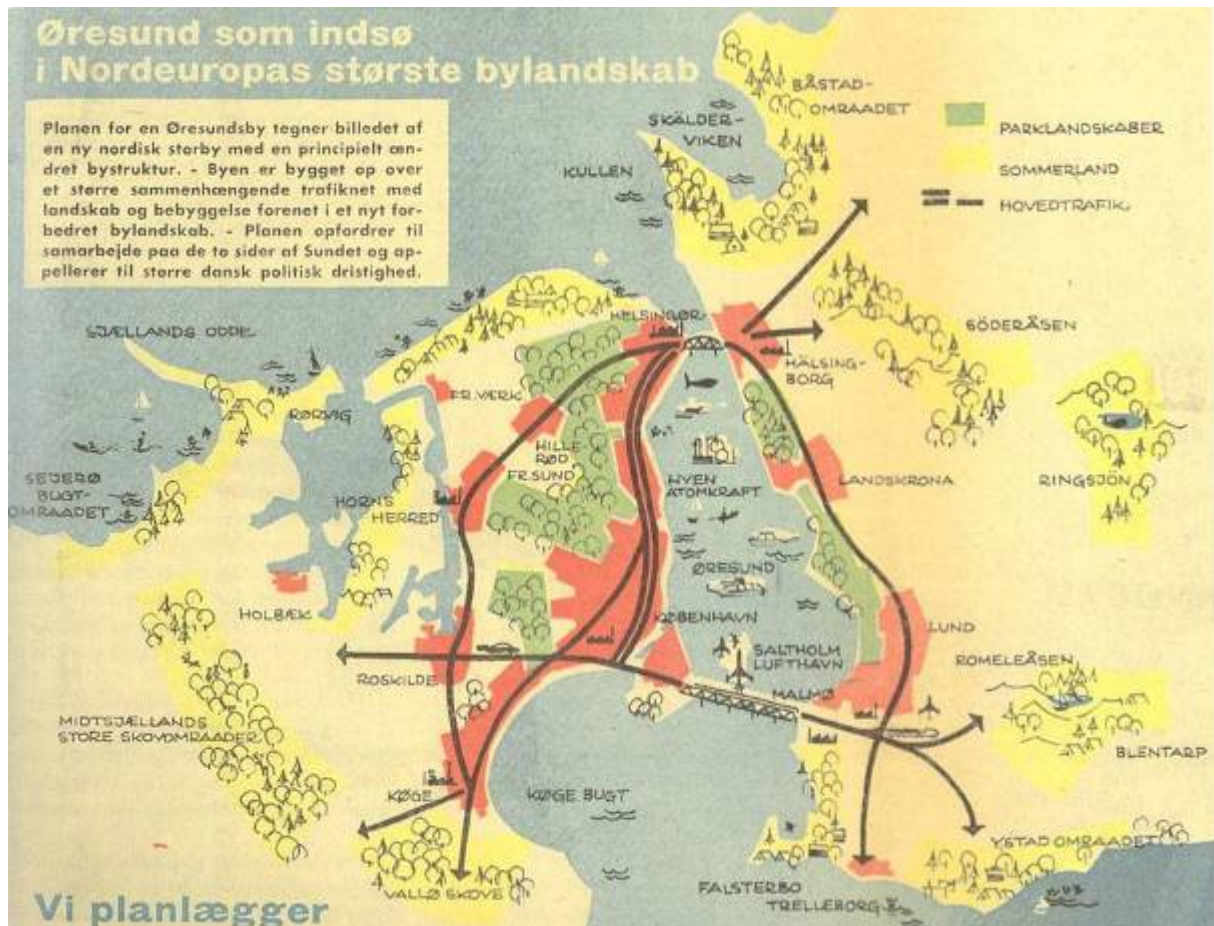 Øresund som indsø
i Nordeuropas største bylandskab
Planen for en Øresundsby tegner billedet af
en ny nordisk storby med en principielt æn-
dret bystruktur. - Byen er bygget op over
et større sammenhængende trafiknet med
landskab og bebyggelse forenet i et nyt for-
bedret bylandskab. - Planen opfordrer til
samarbejde paa de to sider af Sundet og ap-
pellerer til større dansk politisk dristighed.
BÅSTAD-
OMRAADET
SKÄLDER-
VIKEN
KULLEN
PARKLANDSKABER
SOMMERLAND
HOVEDTRAFIK
SJÆLLANDS ODDE
HELSINGØR
HÄLSING-
BORG
SÖDERÅSEN
RØRVIG
FR.VÆRK
HILLE
RØD
FR.SUND
SEJERØ
BUGT-
OMRAADET
HORNS
HERRED
HVEN
ATOMKRAFT
LANDSKRONA
RINGSJÖN
ØRESUND
HOLBÆK
KØBENHAVN
LUND
SALTHOLM
LUFTHAVN
ROMELEÅSEN
ROSKILDE
MALMØ
MIDTSJÆLLANDS
STORE SKOVOMRAADER
BLENTARP
KØGE
KØGE BUGT
YSTAD OMRAADET
VALLØ SKOVE
FALSTERBO
TRELLEBORG
Vi planlægger